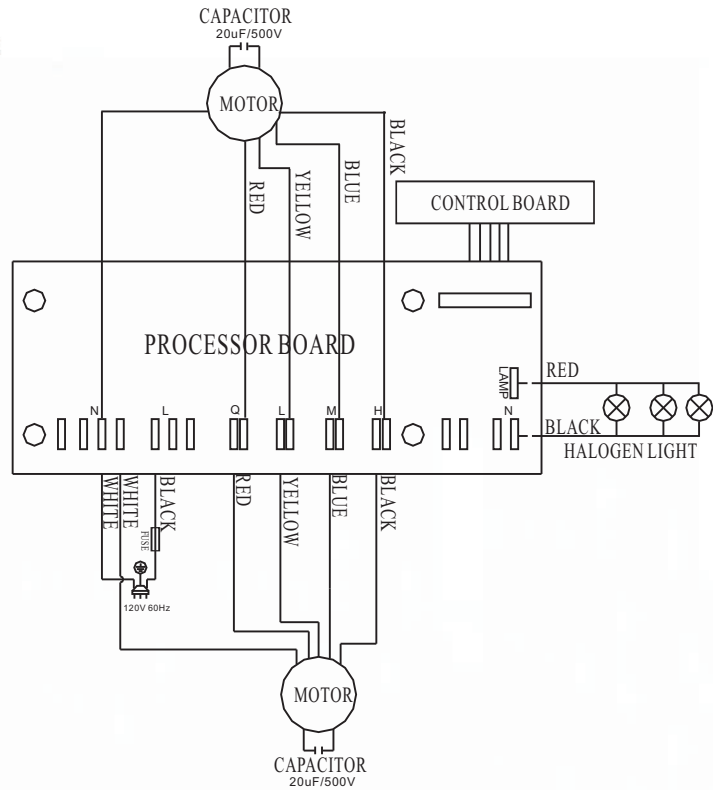 CAPACITOR
20uF/500V
MOTOR
BLACK
BLUE
RED
YELLOW
CONTROL BOARD
PROCESSOR BOARD
LAMP
RED
N
L
Q
L
M
H
N
BLACK
HALOGEN LIGHT
WHITE
WHITE
BLACK
RED
YELLOW
BLUE
BLACK
FUSE
120V 60Hz
MOTOR
CAPACITOR
20uF/500V